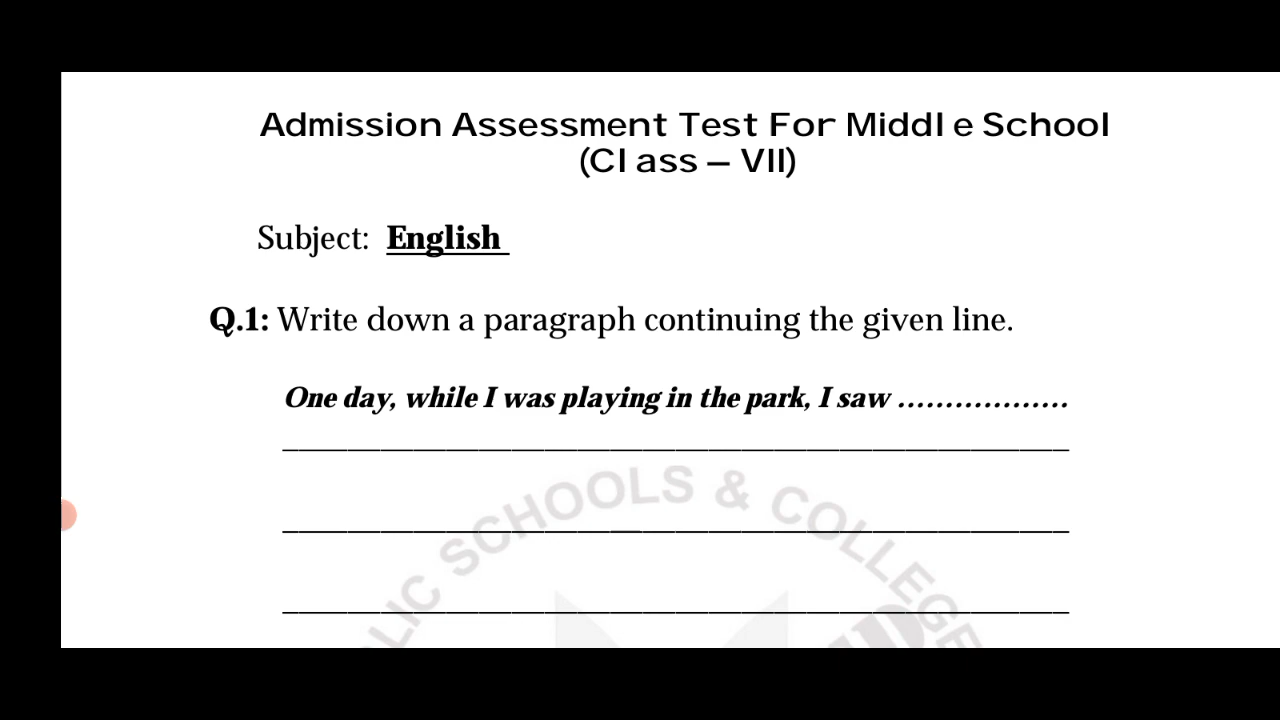 Admission Assessment Test For Middle School
(Class – VII)
Subject: English
Q.1: Write down a paragraph continuing the given line.
One day, while I was playing in the park, I saw ..................
SCHOOLS & COLLEGE